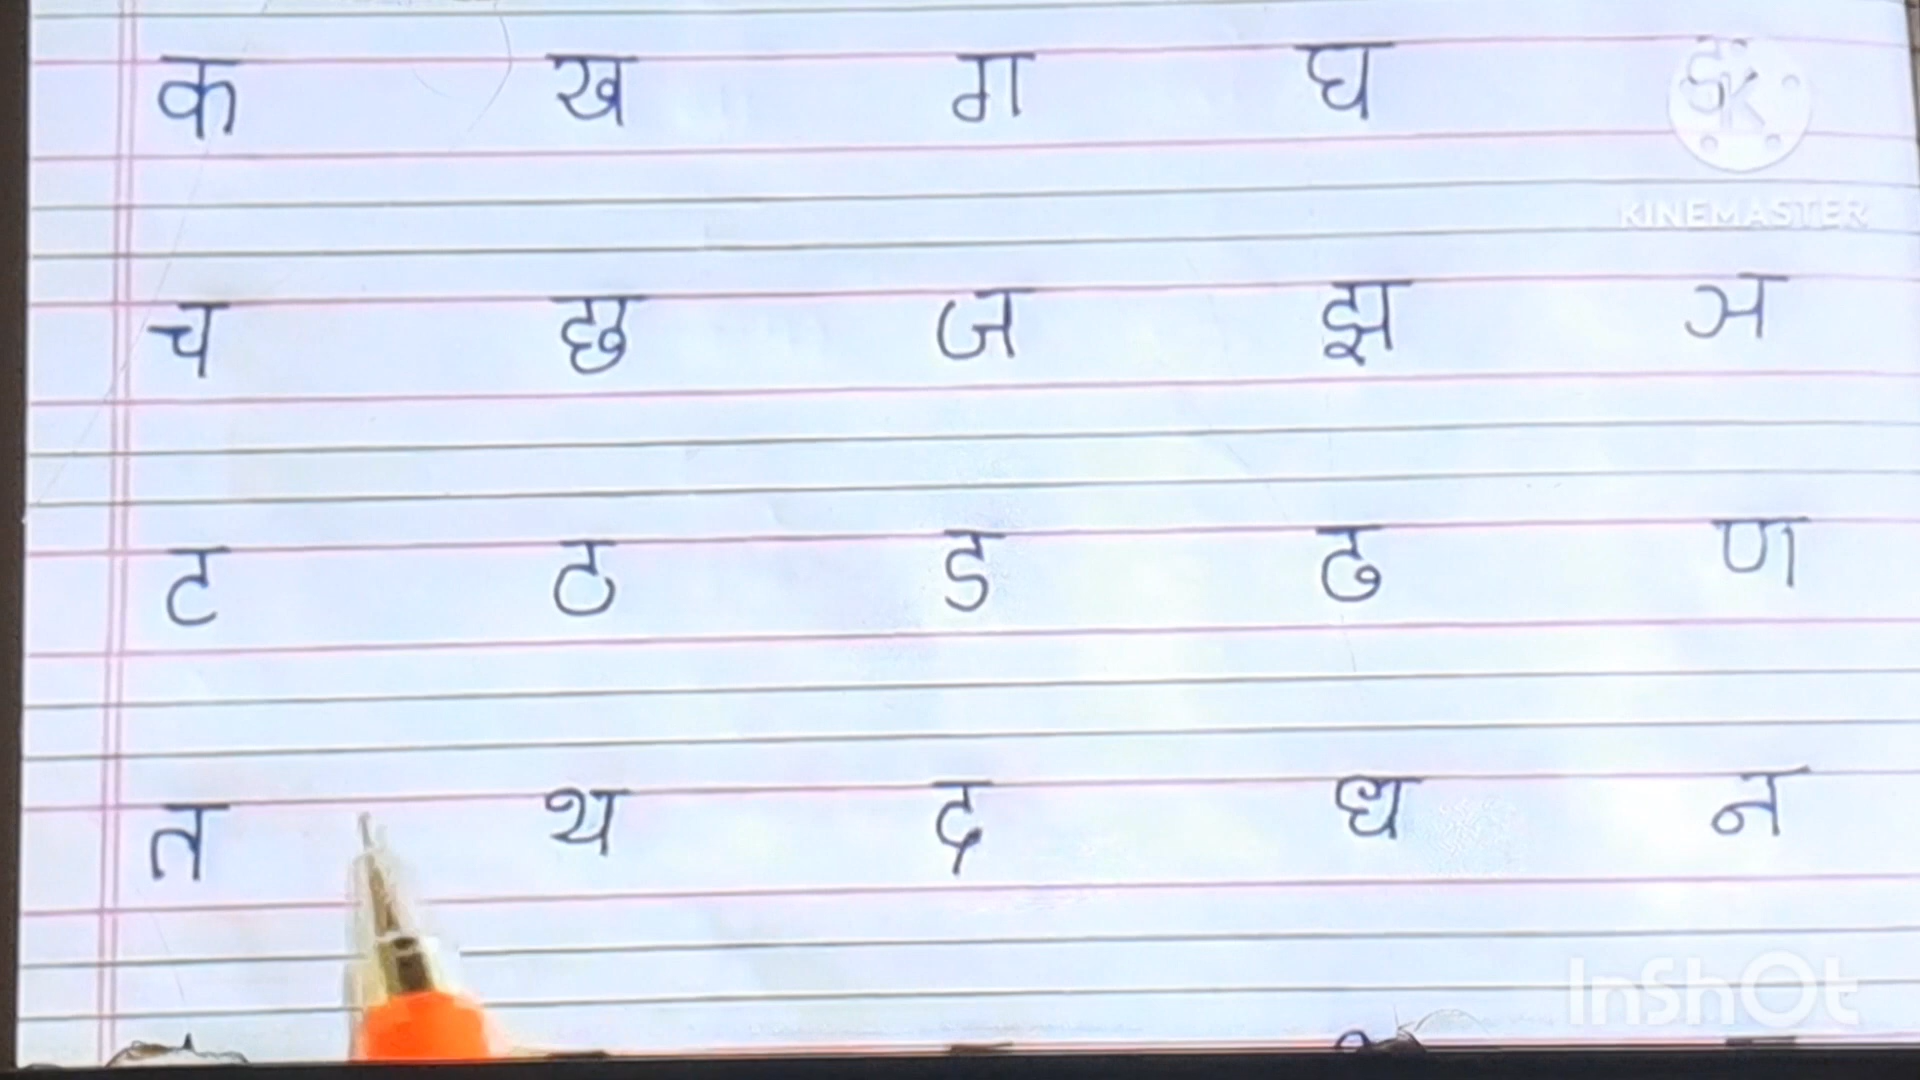 क ख ग घ ङ
KINEMASTER
च छ ज झ ञ
ट ठ ड ढ ण
त थ द ध न
InShOt